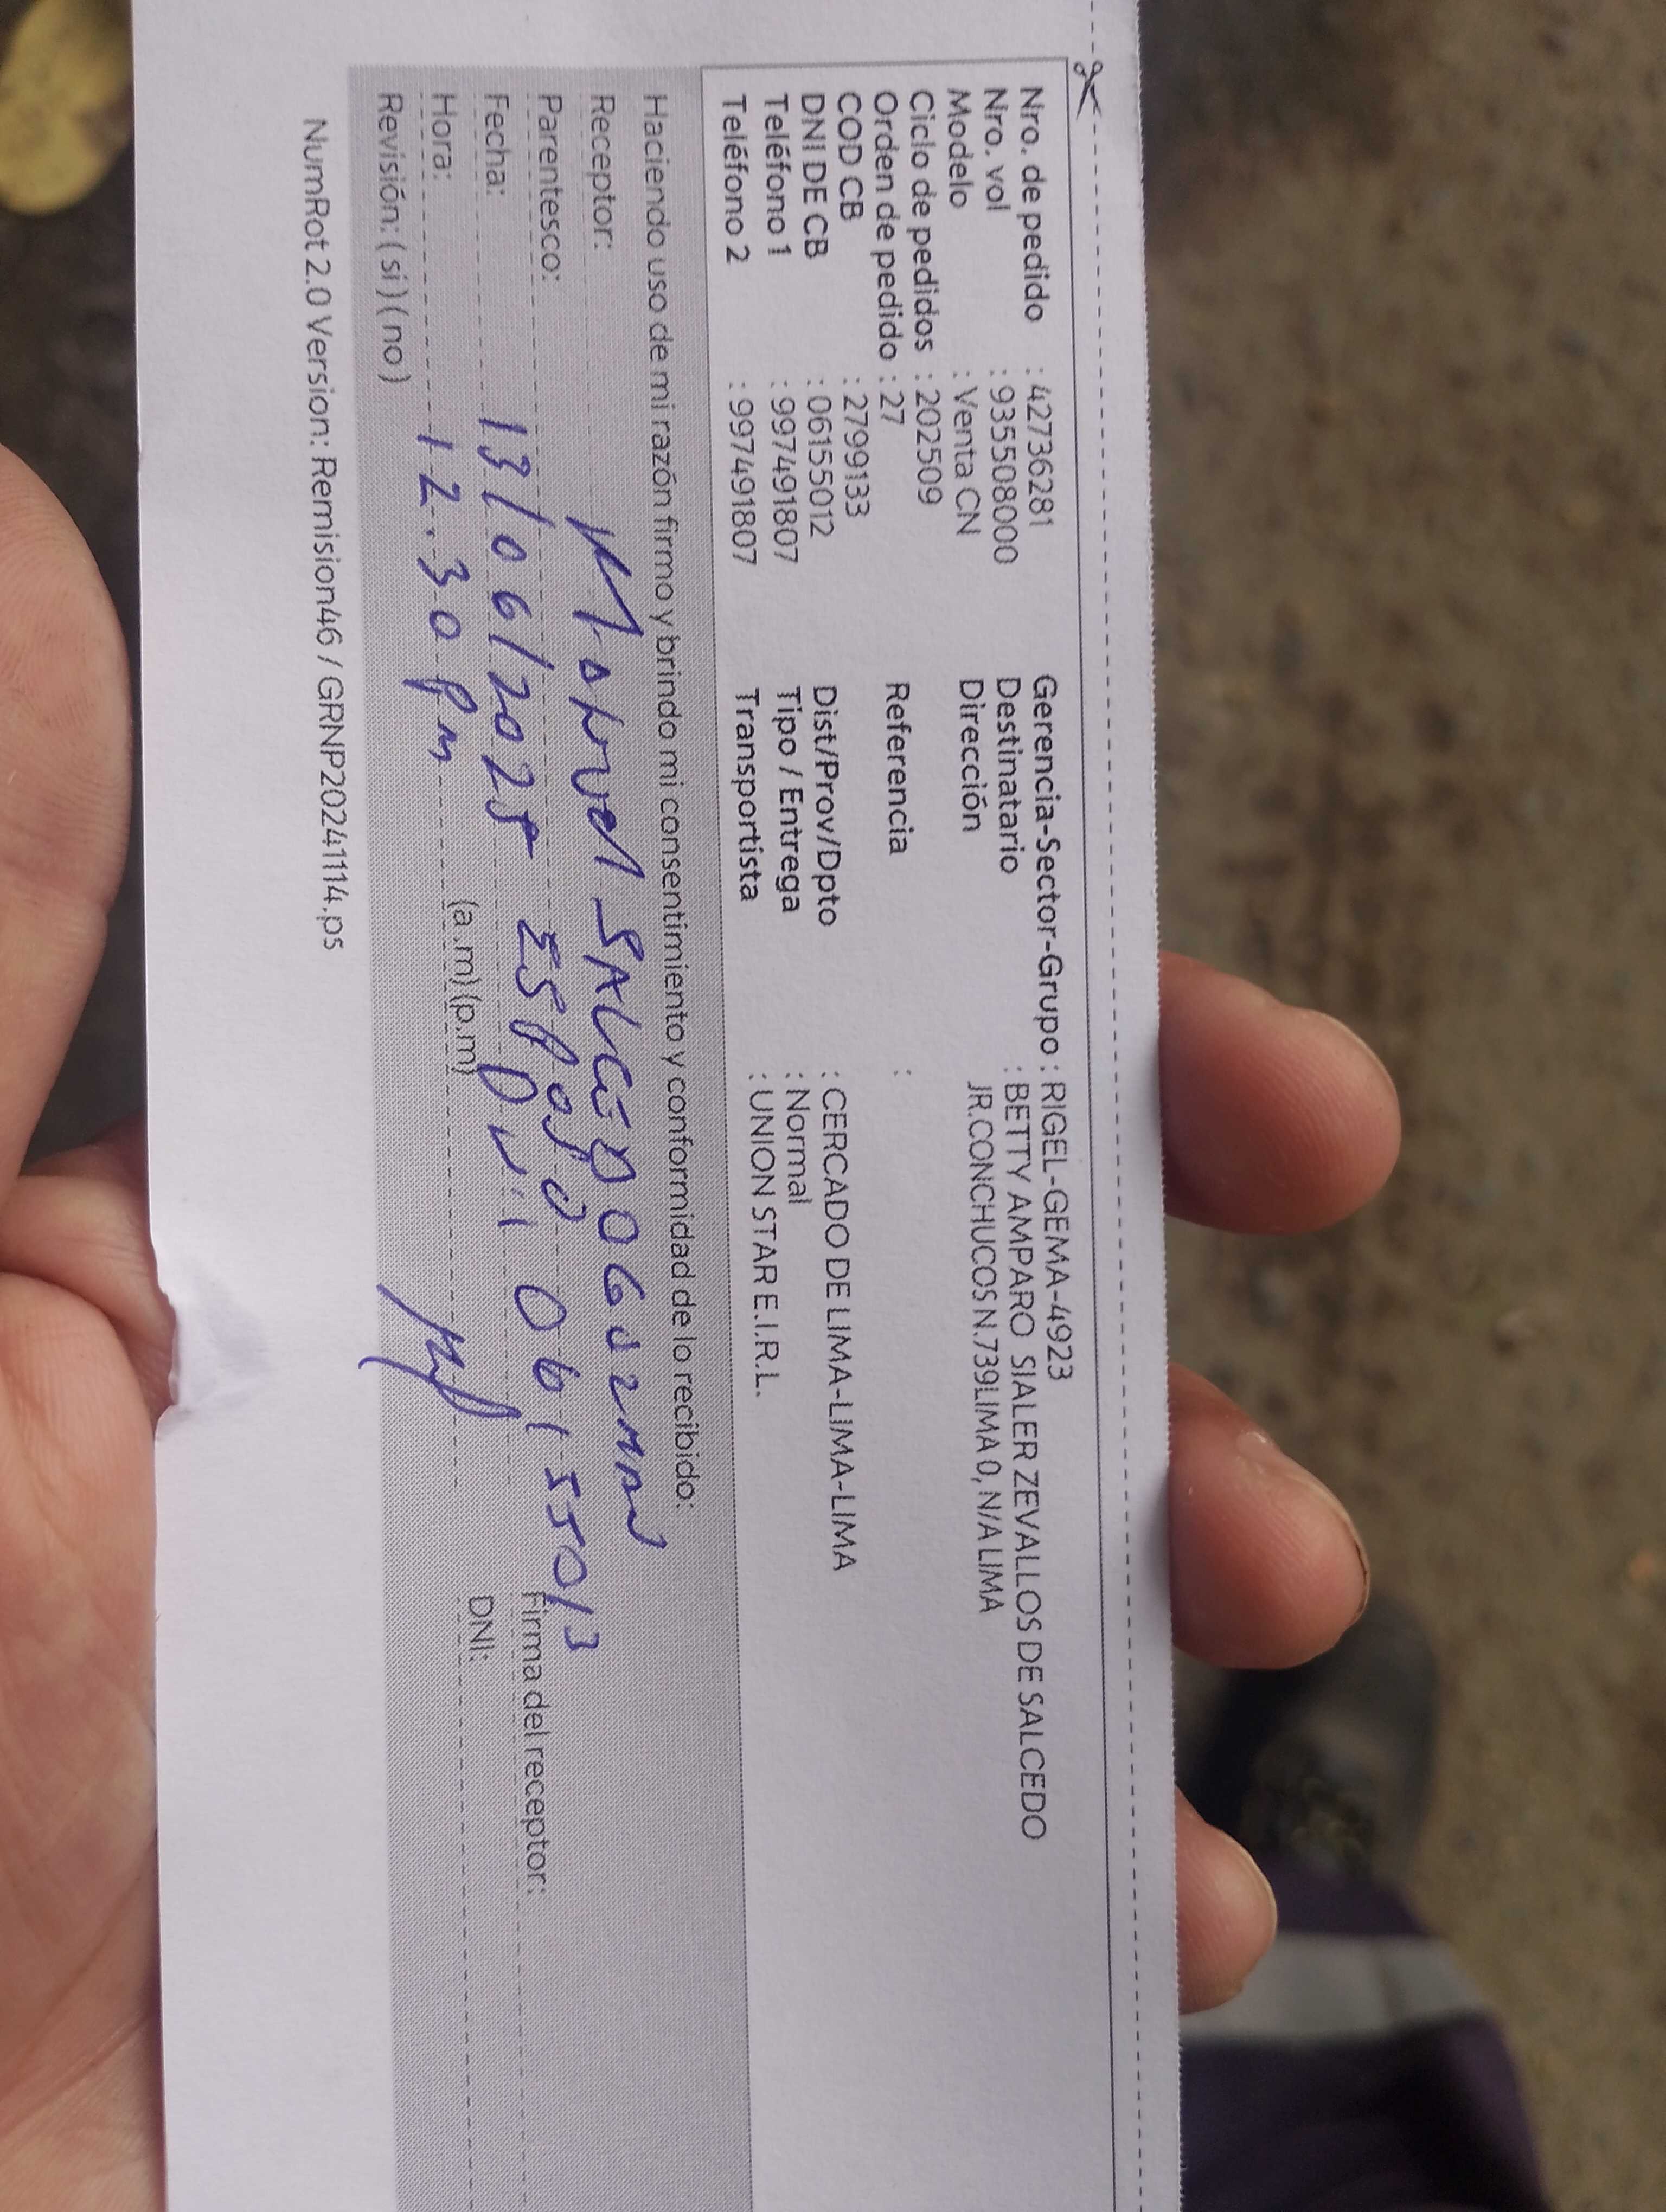 Nro. de pedido : 42736281
Nro. vol : 935508000
Modelo : Venta CN
Ciclo de pedidos : 202509
Orden de pedido : 27
COD CB : 2799133
DNI DE CB : 06155012
Teléfono 1 : 997491807
Teléfono 2 : 997491807
Gerencia-Sector-Grupo : RIGEL-GEMA-4923
Destinatario : BETTY AMPARO SIALER ZEVALLOS DE SALCEDO
Dirección JR.CONCHUCOS N.739LIMA 0, N/A LIMA
Referencia :
Dist/Prov/Dpto : CERCADO DE LIMA-LIMA-LIMA
Tipo / Entrega : Normal
Transportista : UNION STAR E.I.R.L.
Haciendo uso de mi razón firmo y brindo mi consentimiento y conformidad de lo recibido:
Receptor: Manuel SALCEDO GUZMAN
Parentesco: ESPOSO
Fecha: 13/06/2025 DNI 06155013
Firma del receptor:
Hora: 12.30 pm (a.m)(p.m)
DNI:
Revisión: ( si ) ( no )
NumRot 2.0 Version: Remision46 / GRNP20241114.ps